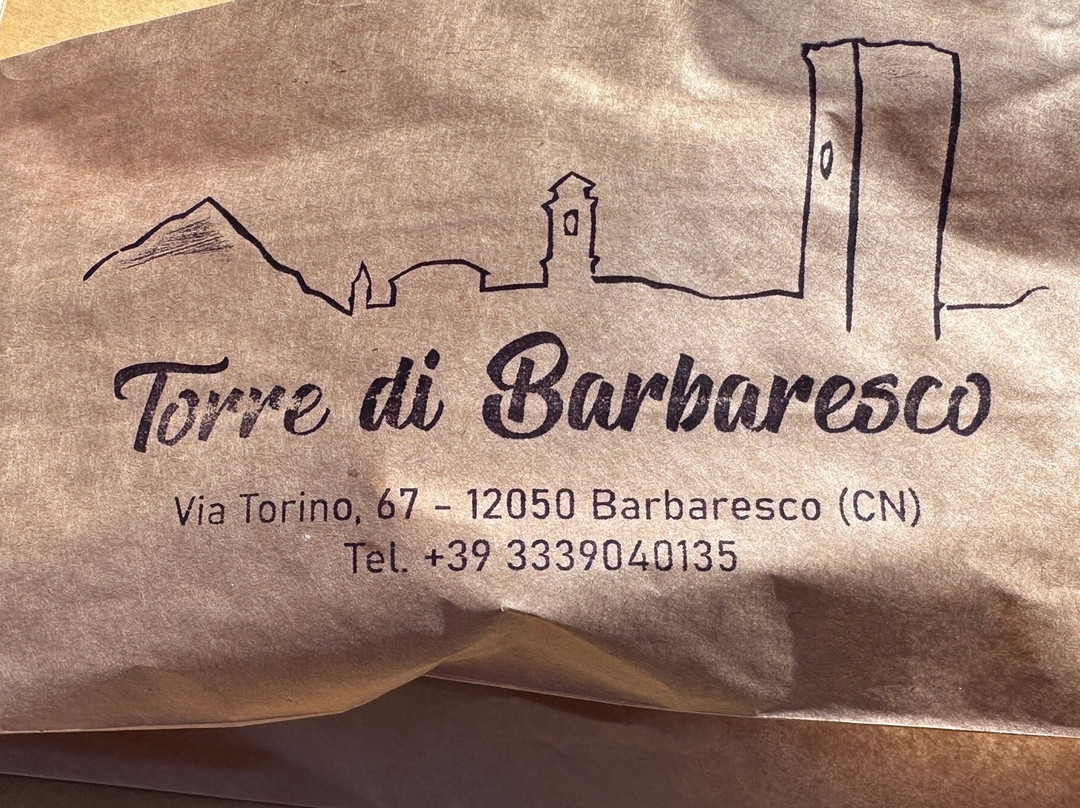 Torre di Barbaresco
Via Torino, 67 - 12050 Barbaresco (CN)
Tel. +39 3339040135